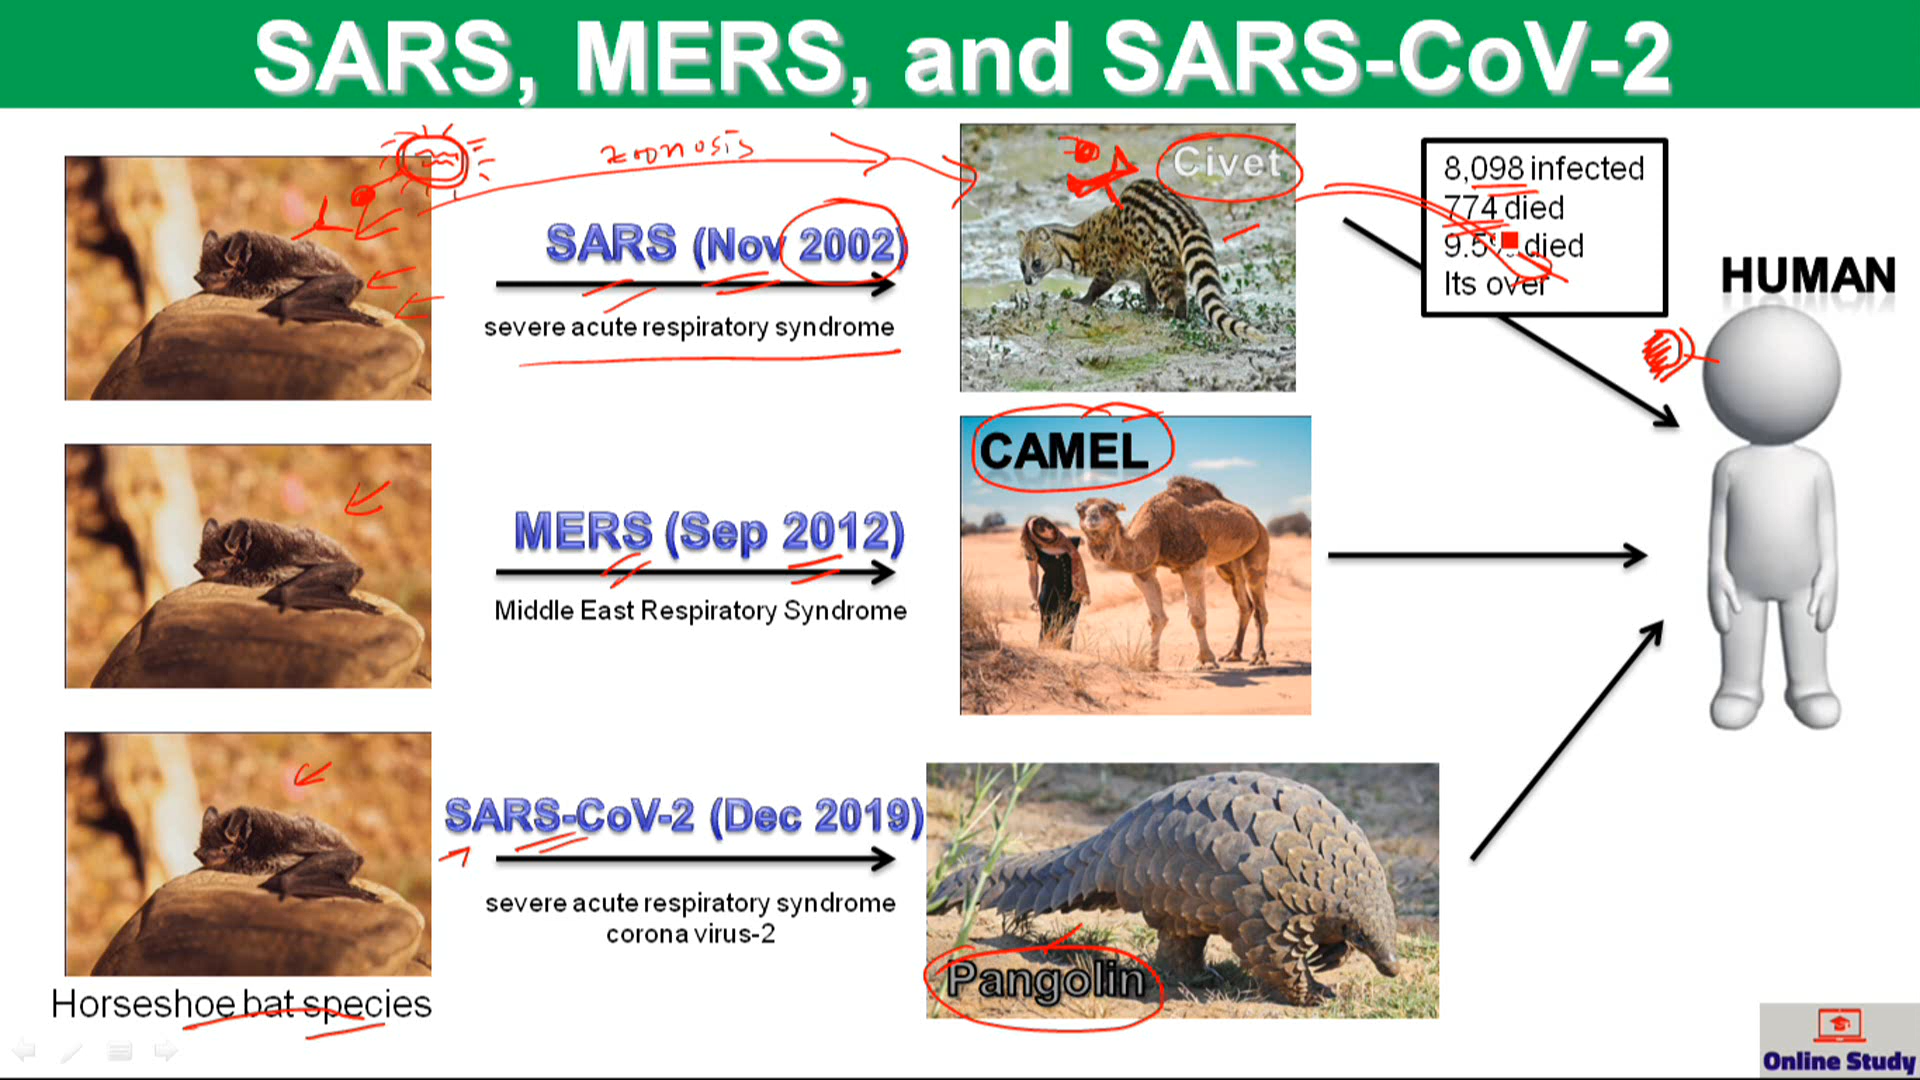 SARS, MERS, and SARS-CoV-2
zoonosis
Civet
8,098 infected
774 died
9.5% died
Its over
SARS (Nov 2002)
severe acute respiratory syndrome
HUMAN
CAMEL
MERS (Sep 2012)
Middle East Respiratory Syndrome
SARS-CoV-2 (Dec 2019)
severe acute respiratory syndrome
corona virus-2
Pangolin
Horseshoe bat species
Online Study